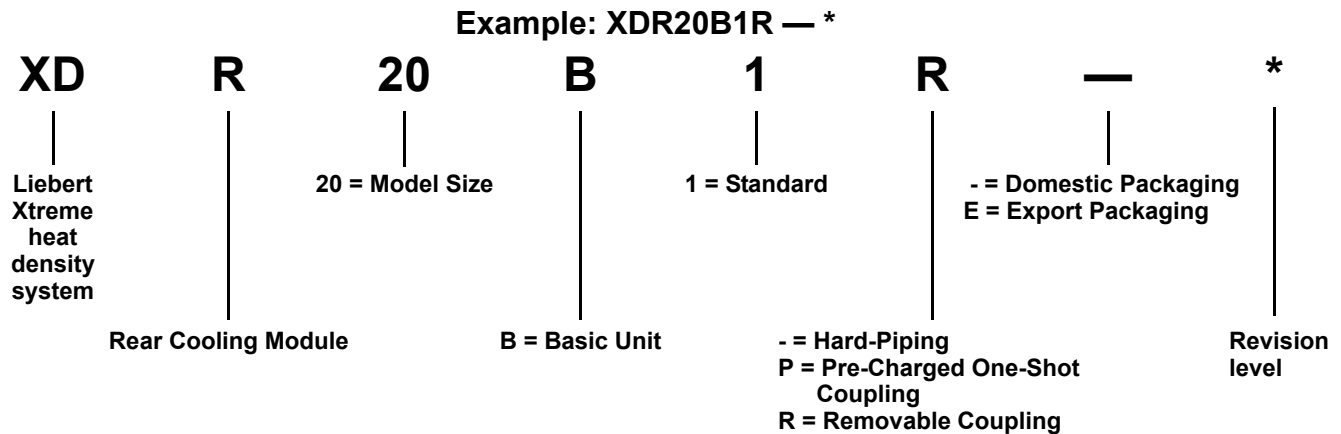 Example: XDR20B1R — *
XD R 20 B 1 R — *
Liebert
Xtreme
heat
density
system
20 = Model Size
1 = Standard
- = Domestic Packaging
E = Export Packaging
Rear Cooling Module
B = Basic Unit
- = Hard-Piping
P = Pre-Charged One-Shot
Coupling
R = Removable Coupling
Revision
level